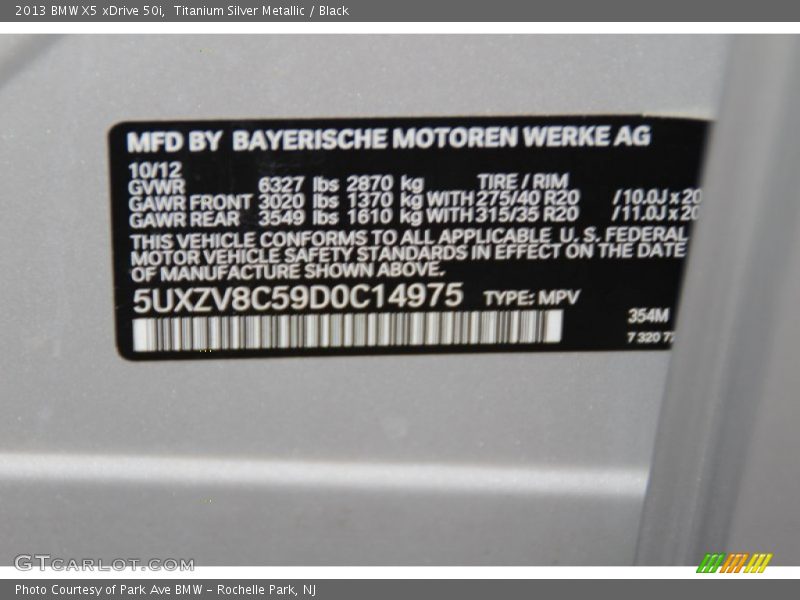 2013 BMW X5 xDrive 50i, Titanium Silver Metallic / Black
MFD BY BAYERISCHE MOTOREN WERKE AG
10/12
GVWR 6327 lbs 2870 kg TIRE / RIM
GAWR FRONT 3020 lbs 1370 kg WITH 275/40 R20 /10.0J x 20
GAWR REAR 3549 lbs 1610 kg WITH 315/35 R20 /11.0J x 20
THIS VEHICLE CONFORMS TO ALL APPLICABLE U. S. FEDERAL
MOTOR VEHICLE SAFETY STANDARDS IN EFFECT ON THE DATE
OF MANUFACTURE SHOWN ABOVE.
5UXZV8C59D0C14975 TYPE: MPV
354M
7 320
GTCARLOT.COM
Photo Courtesy of Park Ave BMW - Rochelle Park, NJ